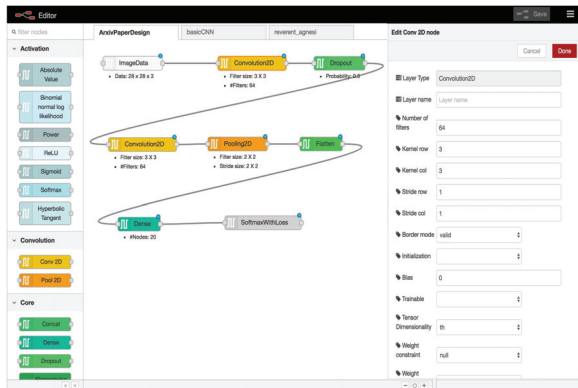 Editor
Save
filter nodes
ArxivPaperDesign
basicCNN
reverent_agnesi
Edit Conv 2D node
Cancel
Done
Activation
Absolute
Value
Binomial
normal log
likelihood
Power
ReLU
Sigmoid
Softmax
Hyperbolic
Tangent
Convolution
Conv 2D
Pool 2D
Core
Concat
Dense
Dropout
ImageData
• Data: 28 x 28 x 3
Convolution2D
• Filter size: 3 X 3
• #Filters: 64
Dropout
• Probability: 0.5
Convolution2D
• Filter size: 3 X 3
• #Filters: 64
Pooling2D
• Filter size: 2 X 2
• Stride size: 2 X 2
Flatten
Dense
• #Nodes: 20
SoftmaxWithLoss
Layer Type Convolution2D
Layer name Layer name
Number of
filters 64
Kernel row 3
Kernel col 3
Stride row 1
Stride col 1
Border mode valid
Initialization
Bias 0
Trainable
Tensor
Dimensionality th
Weight
constraint null
Weight